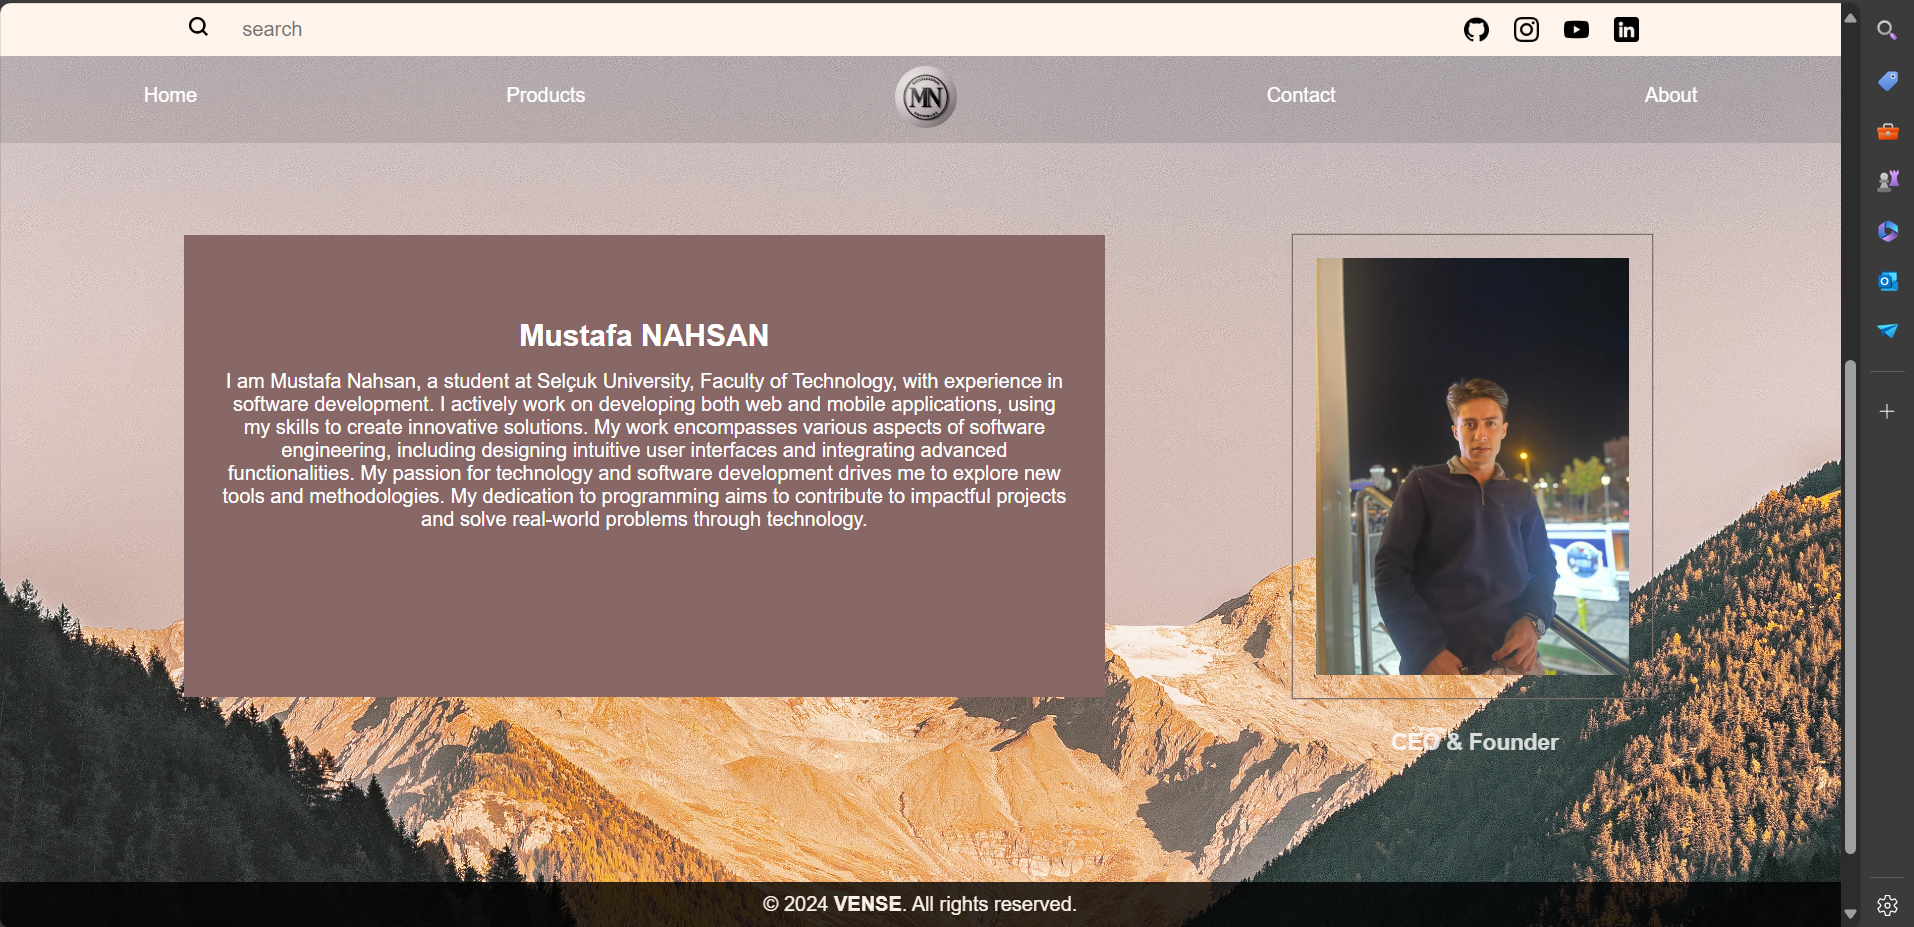 search
Home
Products
MN
Contact
About
Mustafa NAHSAN
I am Mustafa Nahsan, a student at Selçuk University, Faculty of Technology, with experience in
software development. I actively work on developing both web and mobile applications, using
my skills to create innovative solutions. My work encompasses various aspects of software
engineering, including designing intuitive user interfaces and integrating advanced
functionalities. My passion for technology and software development drives me to explore new
tools and methodologies. My dedication to programming aims to contribute to impactful projects
and solve real-world problems through technology.
CEO & Founder
© 2024 VENSE. All rights reserved.